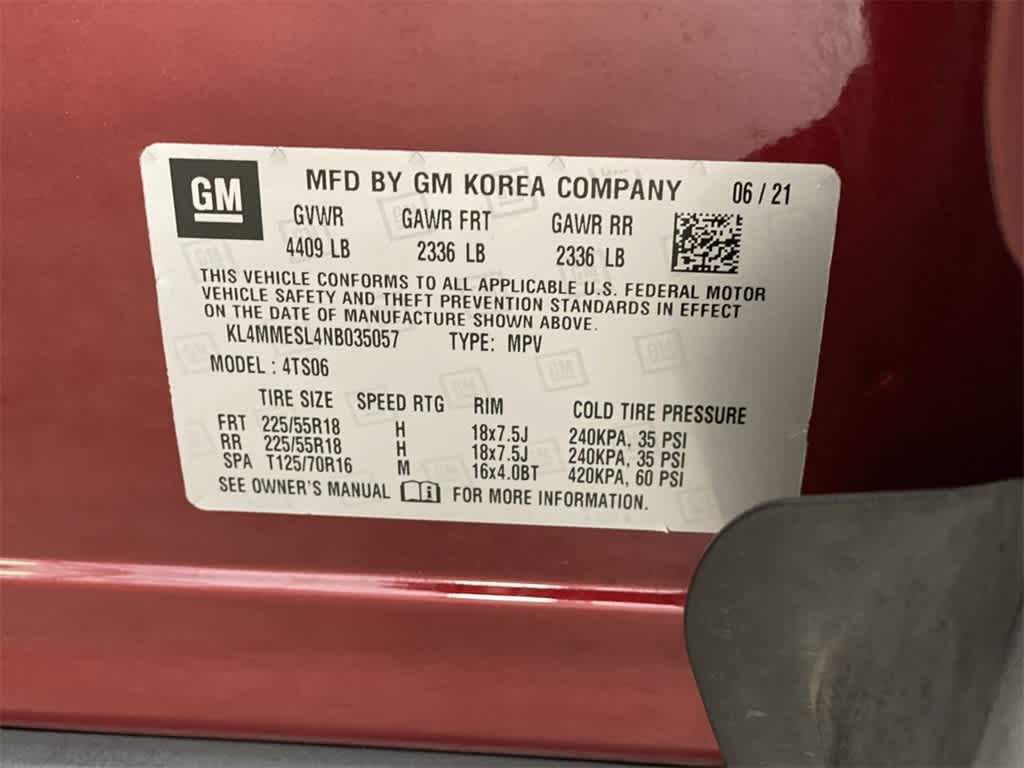 GM
MFD BY GM KOREA COMPANY 06 / 21
GVWR GAWR FRT GAWR RR
4409 LB 2336 LB 2336 LB
THIS VEHICLE CONFORMS TO ALL APPLICABLE U.S. FEDERAL MOTOR
VEHICLE SAFETY AND THEFT PREVENTION STANDARDS IN EFFECT
ON THE DATE OF MANUFACTURE SHOWN ABOVE.
KL4MMESL4NB035057 TYPE: MPV
MODEL : 4TS06
TIRE SIZE SPEED RTG RIM COLD TIRE PRESSURE
FRT 225/55R18 H 18x7.5J 240KPA, 35 PSI
RR 225/55R18 H 18x7.5J 240KPA, 35 PSI
SPA T125/70R16 M 16x4.0BT 420KPA, 60 PSI
SEE OWNER'S MANUAL FOR MORE INFORMATION.